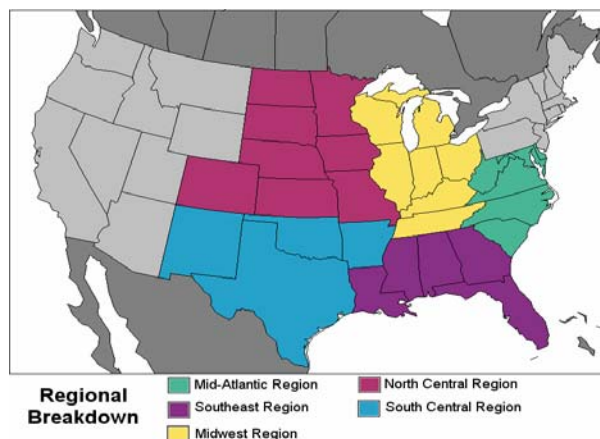 Regional
Breakdown
Mid-Atlantic Region
Southeast Region
Midwest Region
North Central Region
South Central Region